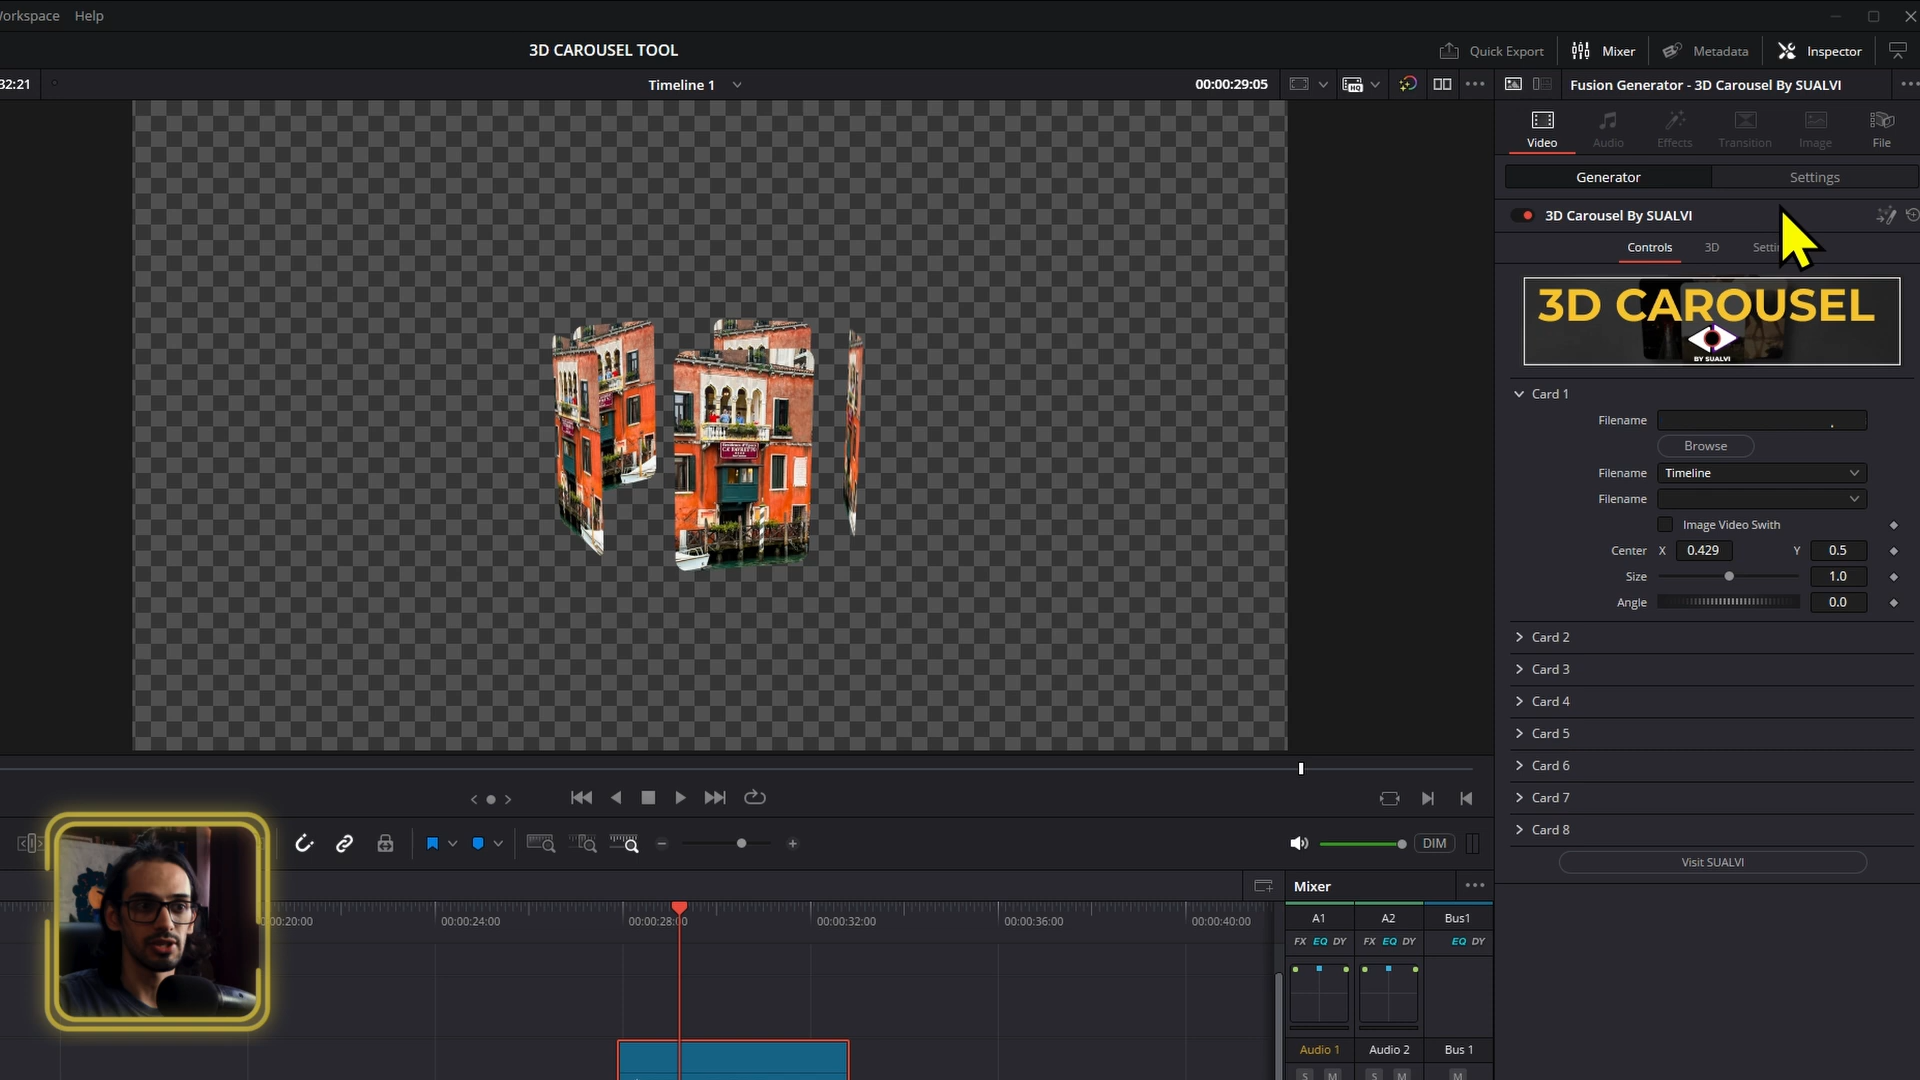 Workspace Help
3D CAROUSEL TOOL
Quick Export
Mixer
Metadata
Inspector
32:21
Timeline 1
00:00:29:05
Fusion Generator - 3D Carousel By SUALVI
Video
Audio
Effects
Transition
Image
File
Generator
Settings
3D Carousel By SUALVI
Controls
3D
Setti
3D CAROUSEL
BY SUALVI
Card 1
Filename
Browse
Filename Timeline
Filename
Image Video Swith
Center X 0.429 Y 0.5
Size 1.0
Angle 0.0
Card 2
Card 3
Card 4
Card 5
Card 6
Card 7
Card 8
Visit SUALVI
DIM
Mixer
00:00:20:00
00:00:24:00
00:00:28:00
00:00:32:00
00:00:36:00
00:00:40:00
A1
A2
Bus1
FX EQ DY
FX EQ DY
EQ DY
Audio 1
Audio 2
Bus 1
S M
S M
M